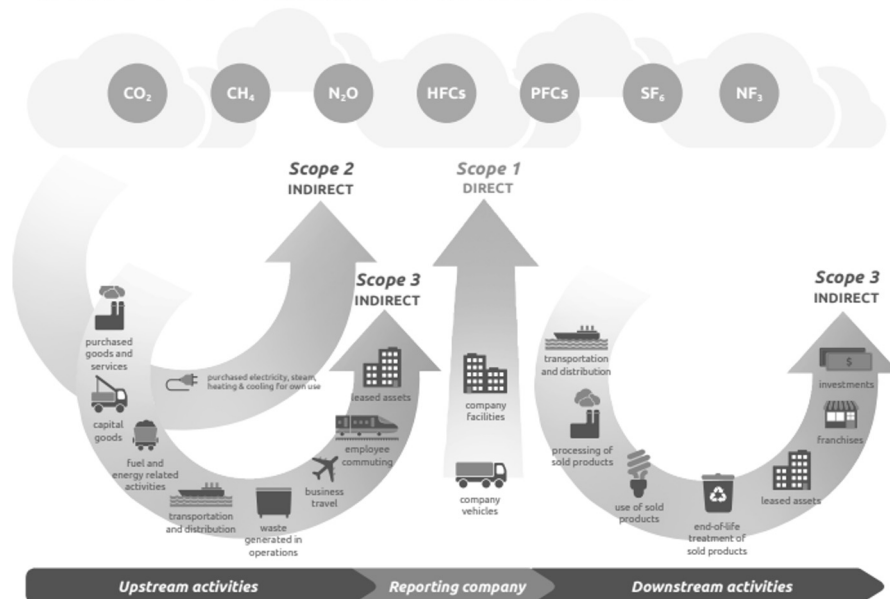 CO₂
CH₄
N₂O
HFCs
PFCs
SF₆
NF₃
Scope 2
INDIRECT
Scope 1
DIRECT
Scope 3
INDIRECT
Scope 3
INDIRECT
purchased
goods and
services
capital
goods
fuel and
energy related
activities
purchased electricity, steam,
heating & cooling for own use
transportation
and distribution
waste
generated in
operations
business
travel
employee
commuting
leased assets
company
facilities
company
vehicles
transportation
and distribution
processing of
sold products
use of sold
products
end-of-life
treatment of
sold products
leased assets
franchises
$
investments
Upstream activities
Reporting company
Downstream activities